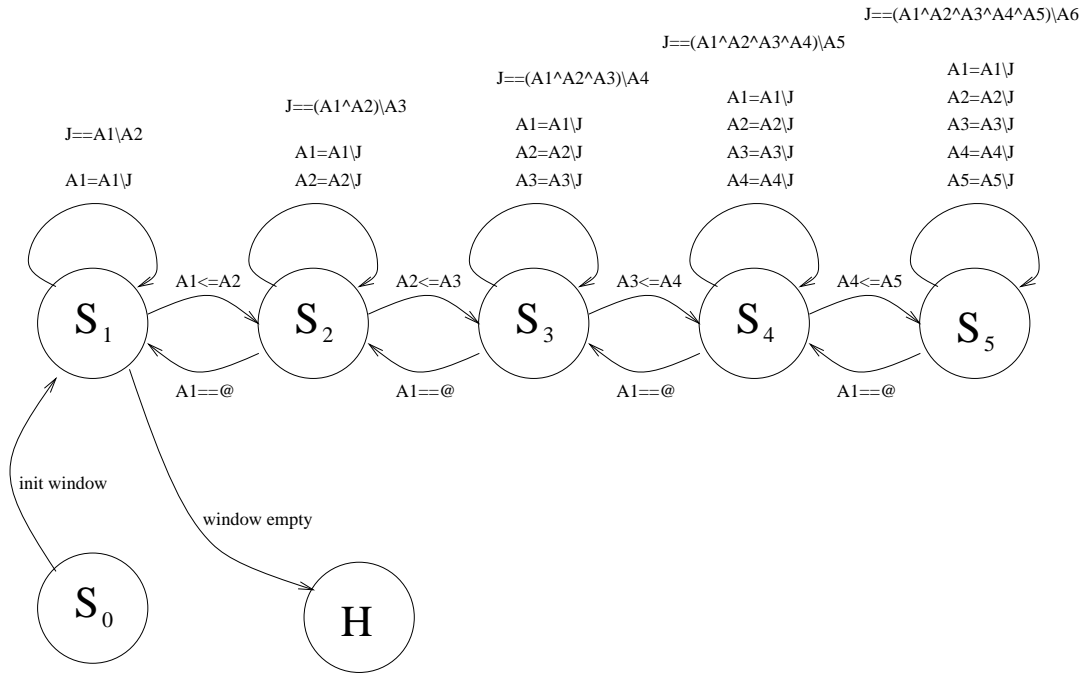 J==(A1^A2^A3^A4^A5)\A6
J==(A1^A2^A3^A4)\A5
J==(A1^A2^A3)\A4
J==(A1^A2)\A3
J==A1\A2
A1=A1\J
A1=A1\J
A2=A2\J
A1=A1\J
A2=A2\J
A3=A3\J
A1=A1\J
A2=A2\J
A3=A3\J
A4=A4\J
A1=A1\J
A2=A2\J
A3=A3\J
A4=A4\J
A5=A5\J
A1<=A2
A2<=A3
A3<=A4
A4<=A5
S1
S2
S3
S4
S5
A1==@
A1==@
A1==@
A1==@
init window
window empty
S0
H